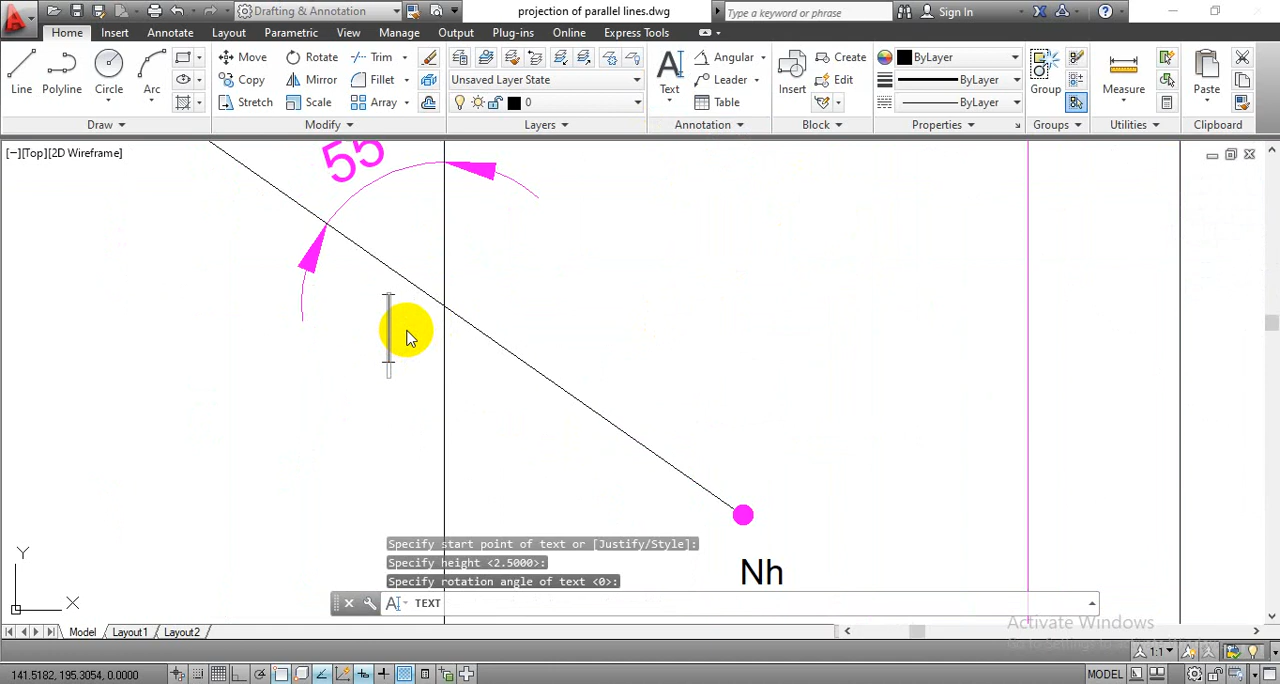 Drafting & Annotation
projection of parallel lines.dwg
Type a keyword or phrase
Sign In
Home Insert Annotate Layout Parametric View Manage Output Plug-ins Online Express Tools
Line Polyline Circle Arc
Move Rotate Trim
Copy Mirror Fillet
Stretch Scale Array
Unsaved Layer State
0
Text
Angular
Leader
Table
Insert
Create
Edit
ByLayer
ByLayer
ByLayer
Group
Measure
Paste
Draw Modify Layers Annotation Block Properties Groups Utilities Clipboard
[−][Top][2D Wireframe]
55
Nh
Specify start point of text or [Justify/Style]:
Specify height <2.5000>:
Specify rotation angle of text <0>:
TEXT
Y
X
Activate Windows
Model Layout1 Layout2
1:1
141.5182, 195.3054, 0.0000
MODEL